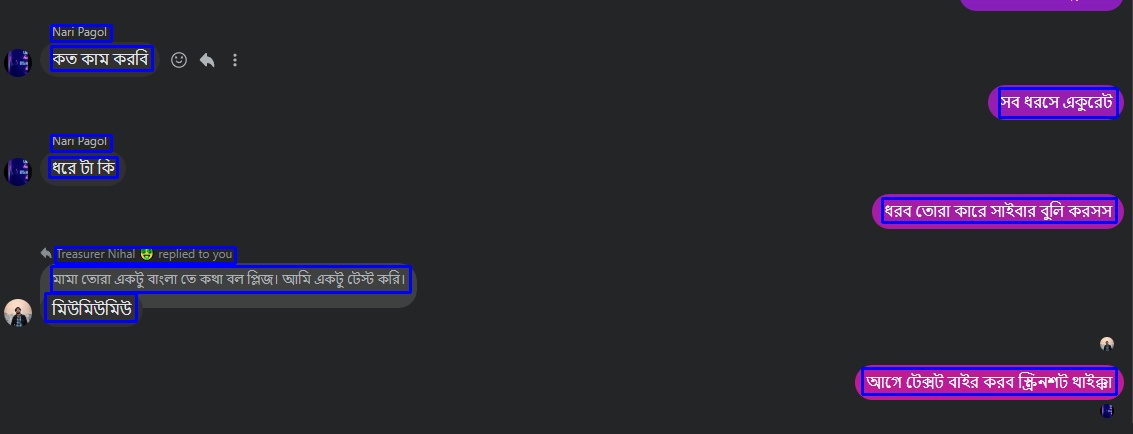 Nari Pagol
কত কাম করবি
সব ধরসে একুরেট
Nari Pagol
ধরে টা কি
ধরব তোরা কারে সাইবার বুলি করসস
Treasurer Nihal 🤑 replied to you
মামা তোরা একটু বাংলা তে কথা বল প্লিজ। আমি একটু টেস্ট করি।
মিউমিউমিউ
আগে টেক্সট বাইর করব স্ক্রিনশট থাইক্কা